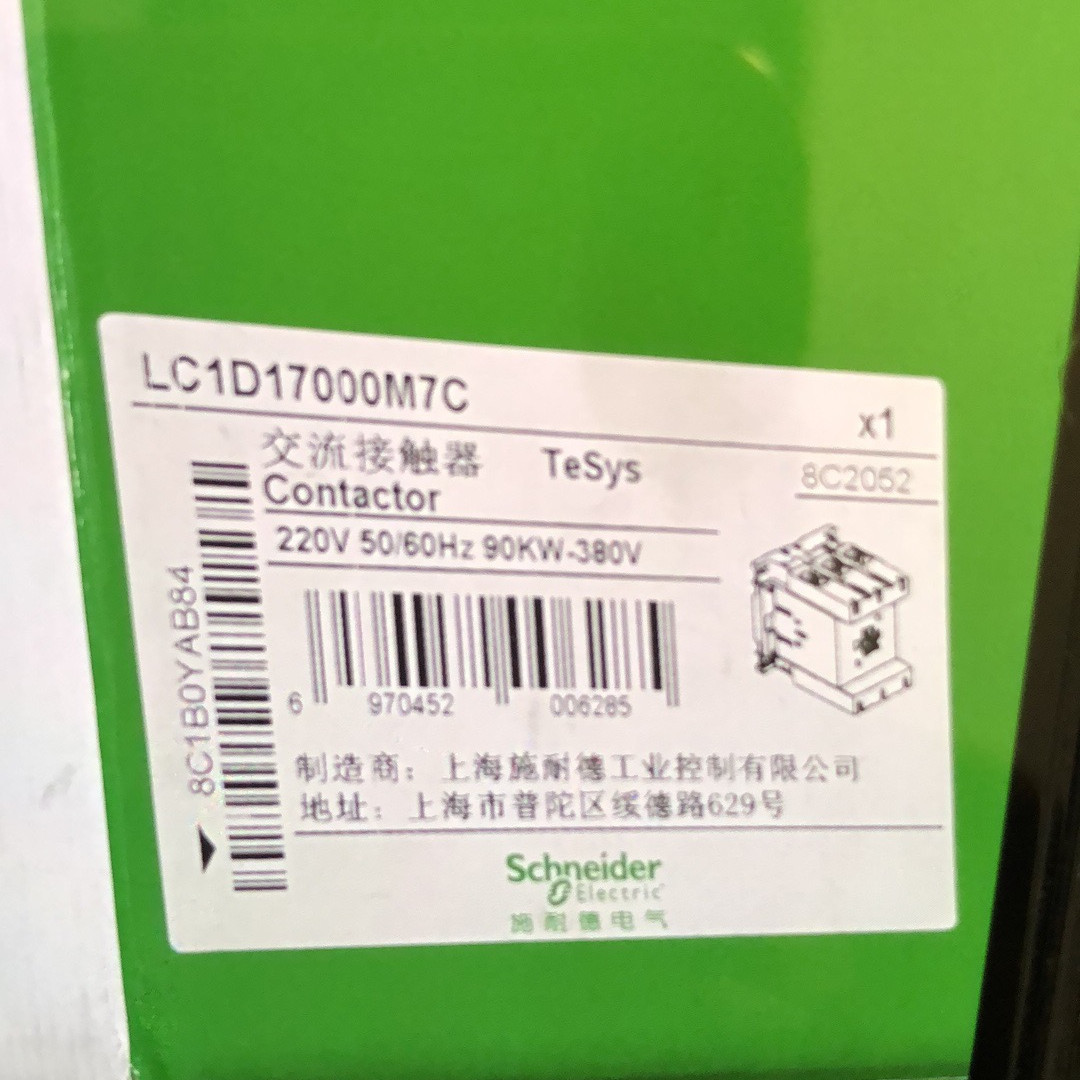 LC1D17000M7C
x1
交流接触器 TeSys
8C2052
Contactor
220V 50/60Hz 90KW-380V
8C1B0YAB84
6 970452 006285
制造商：上海施耐德工业控制有限公司
地址：上海市普陀区绥德路629号
Schneider
Electric
施耐德电气